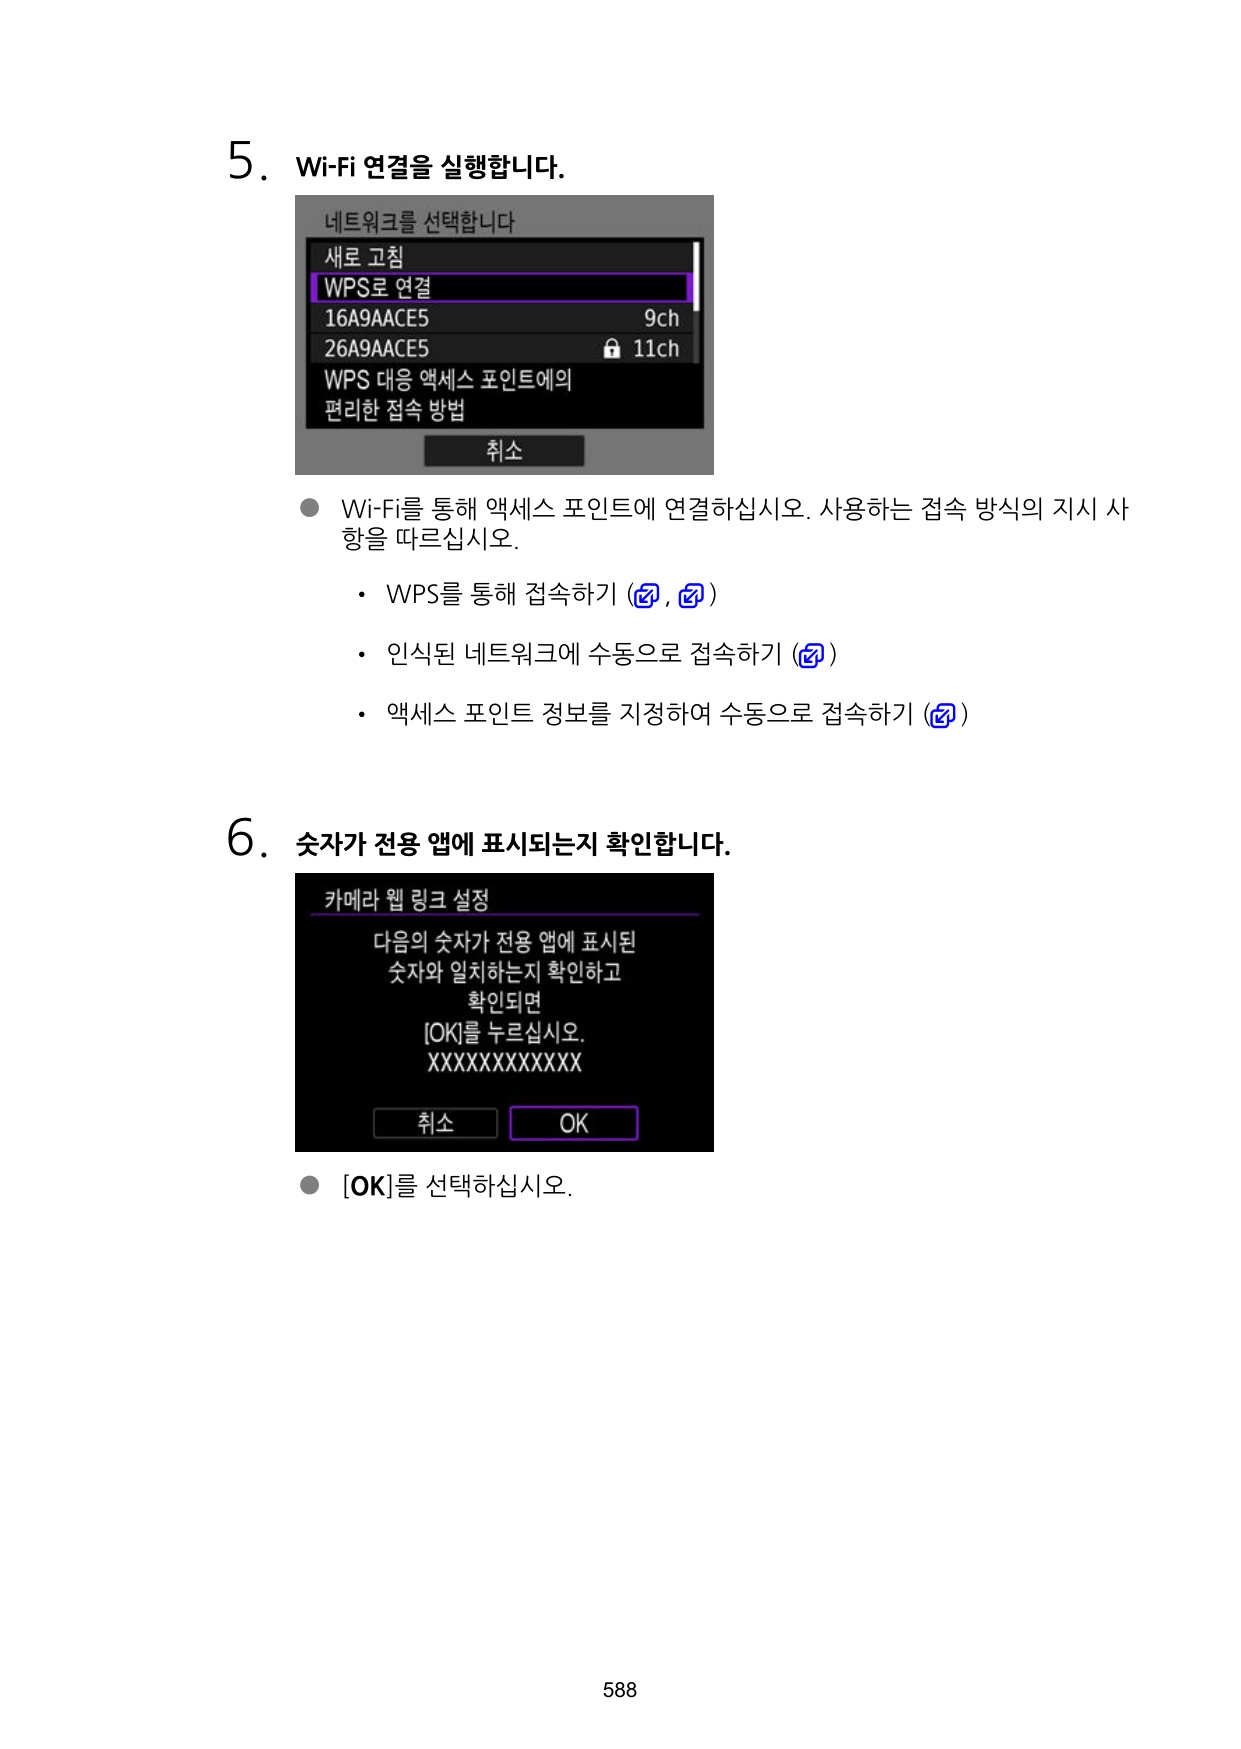 5. Wi-Fi 연결을 실행합니다.
네트워크를 선택합니다
새로 고침
WPS로 연결
16A9AACE5 9ch
26A9AACE5 11ch
WPS 대응 액세스 포인트에의
편리한 접속 방법
취소
● Wi-Fi를 통해 액세스 포인트에 연결하십시오. 사용하는 접속 방식의 지시 사
항을 따르십시오.
• WPS를 통해 접속하기 ( , )
• 인식된 네트워크에 수동으로 접속하기 ( )
• 액세스 포인트 정보를 지정하여 수동으로 접속하기 ( )
6. 숫자가 전용 앱에 표시되는지 확인합니다.
카메라 웹 링크 설정
다음의 숫자가 전용 앱에 표시된
숫자와 일치하는지 확인하고
확인되면
[OK]를 누르십시오.
XXXXXXXXXXXX
취소 OK
● [OK]를 선택하십시오.
588